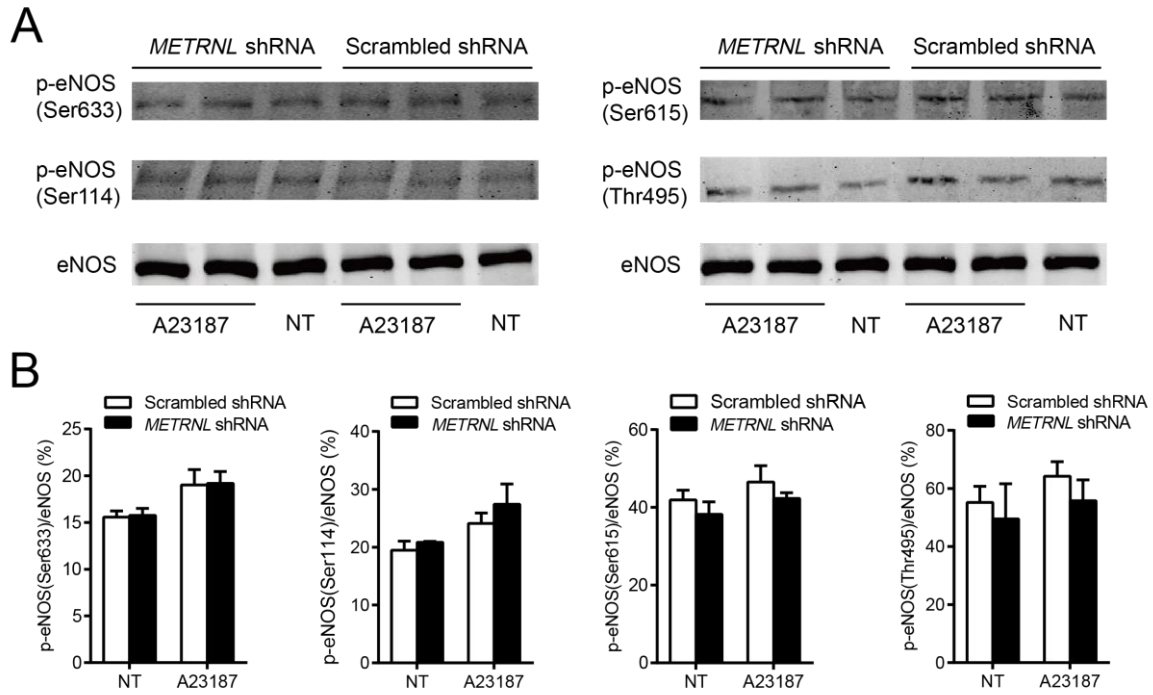 A
METRNL shRNA Scrambled shRNA
p-eNOS
(Ser633)
p-eNOS
(Ser114)
eNOS
A23187 NT A23187 NT
METRNL shRNA Scrambled shRNA
p-eNOS
(Ser615)
p-eNOS
(Thr495)
eNOS
A23187 NT A23187 NT
B
Scrambled shRNA
METRNL shRNA
p-eNOS(Ser633)/eNOS (%)
25
20
15
10
5
0
NT A23187
Scrambled shRNA
METRNL shRNA
p-eNOS(Ser114)/eNOS (%)
40
30
20
10
0
NT A23187
Scrambled shRNA
METRNL shRNA
p-eNOS(Ser615)/eNOS (%)
60
40
20
0
NT A23187
Scrambled shRNA
METRNL shRNA
p-eNOS(Thr495)/eNOS (%)
80
60
40
20
0
NT A23187